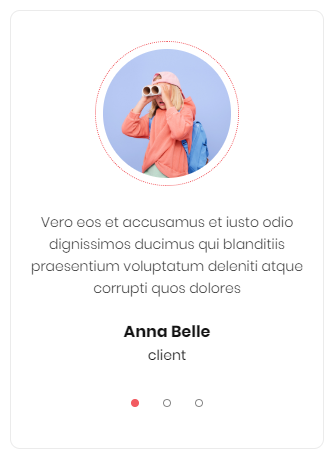 Vero eos et accusamus et iusto odio
dignissimos ducimus qui blanditiis
praesentium voluptatum deleniti atque
corrupti quos dolores
Anna Belle
client